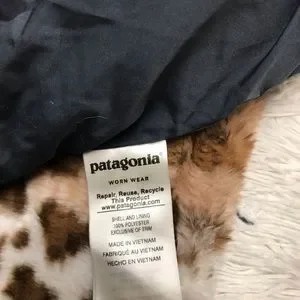 patagonia
WORN WEAR
Repair, Reuse, Recycle
This Product
www.patagonia.com
SHELL AND LINING
100% POLYESTER
EXCLUSIVE OF TRIM
MADE IN VIETNAM
FABRIQUÉ AU VIETNAM
HECHO EN VIETNAM